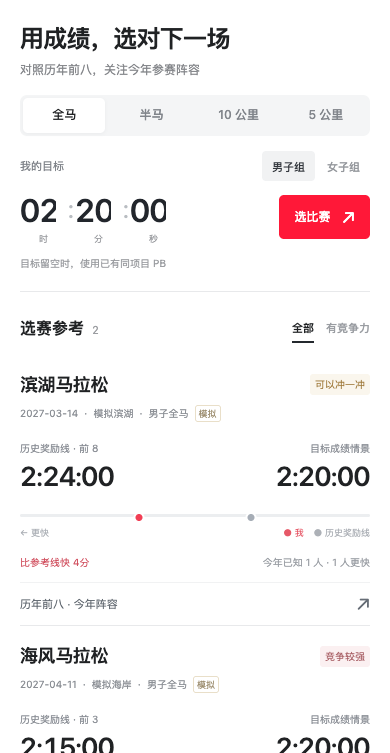 用成绩，选对下一场
对照历年前八，关注今年参赛阵容
全马 半马 10 公里 5 公里
我的目标 男子组 女子组
02 : 20 : 00 选比赛 ↗
时 分 秒
目标留空时，使用已有同项目 PB
选赛参考 2 全部 有竞争力
滨湖马拉松 可以冲一冲
2027-03-14 · 模拟滨湖 · 男子全马 模拟
历史奖励线 · 前 8 目标成绩情景
2:24:00 2:20:00
← 更快 我 历史奖励线
比参考线快 4分 今年已知 1 人 · 1 人更快
历年前八 · 今年阵容 ↗
海风马拉松 竞争较强
2027-04-11 · 模拟海岸 · 男子全马 模拟
历史奖励线 · 前 3 目标成绩情景
2:15:00 2:20:00